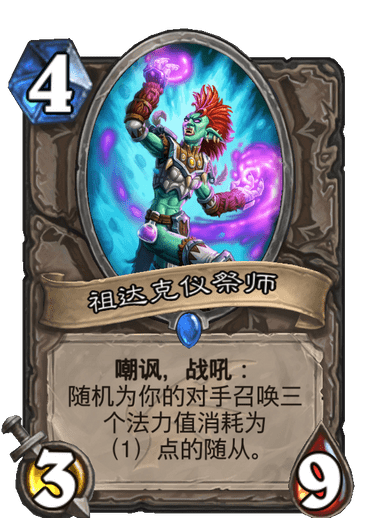 4
祖达克仪祭师
嘲讽，战吼：
随机为你的对手召唤三
个法力值消耗为
（1）点的随从。
3
9